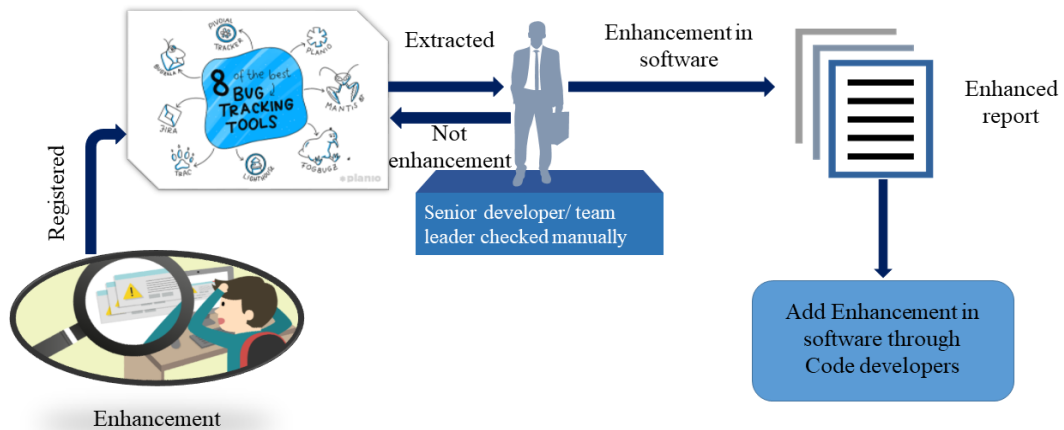 PIVOTAL
TRACKER
PLANIO
BUGZILLA
8 of the best
BUG
TRACKING
TOOLS
MANTIS
JIRA
TRAC
LIGHTHOUSE
FOGBUGZ
planio
Extracted
Not
enhancement
Enhancement in
software
Enhanced
report
Registered
Senior developer/ team
leader checked manually
Add Enhancement in
software through
Code developers
Enhancement